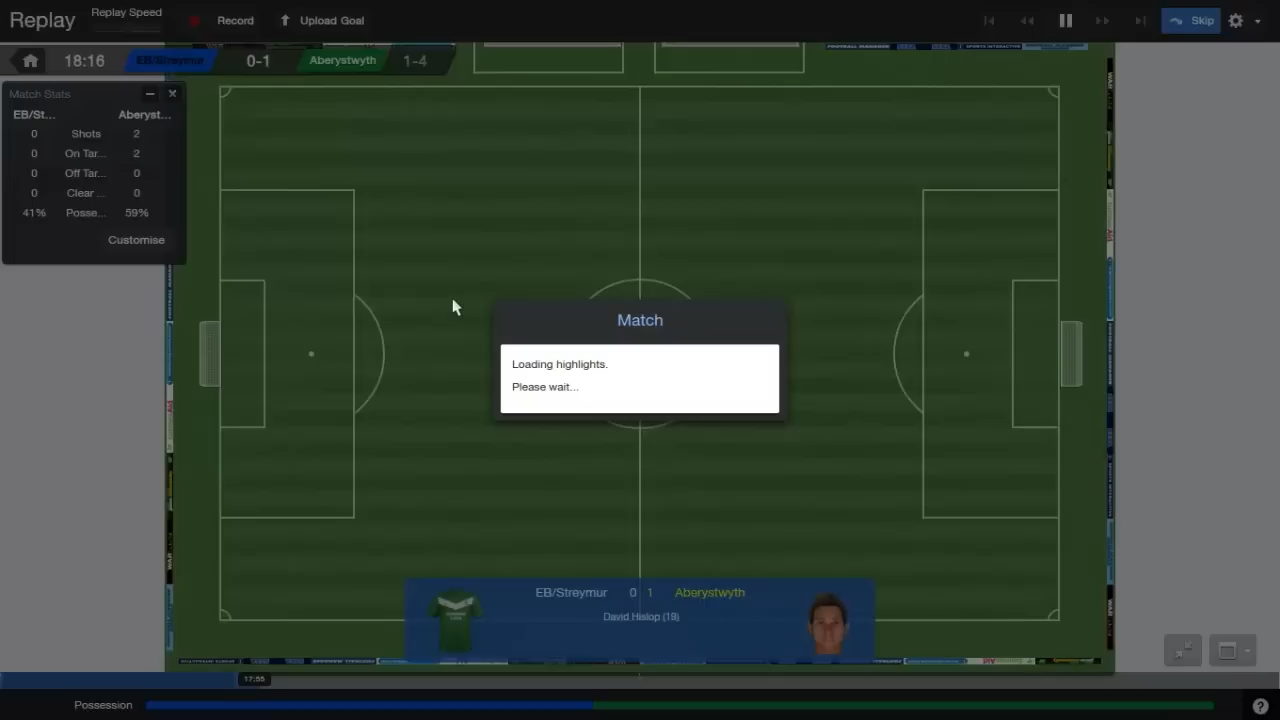 Replay
Replay Speed
Record
Upload Goal
Skip
18:16
EB/Streymur
0-1
Aberystwyth
1-4
Match Stats
EB/St... Aberyst...
0 Shots 2
0 On Tar... 2
0 Off Tar... 0
0 Clear ... 0
41% Posse... 59%
Customise
Match
Loading highlights.
Please wait...
EB/Streymur 0 1 Aberystwyth
David Hislop (19)
17:55
Possession